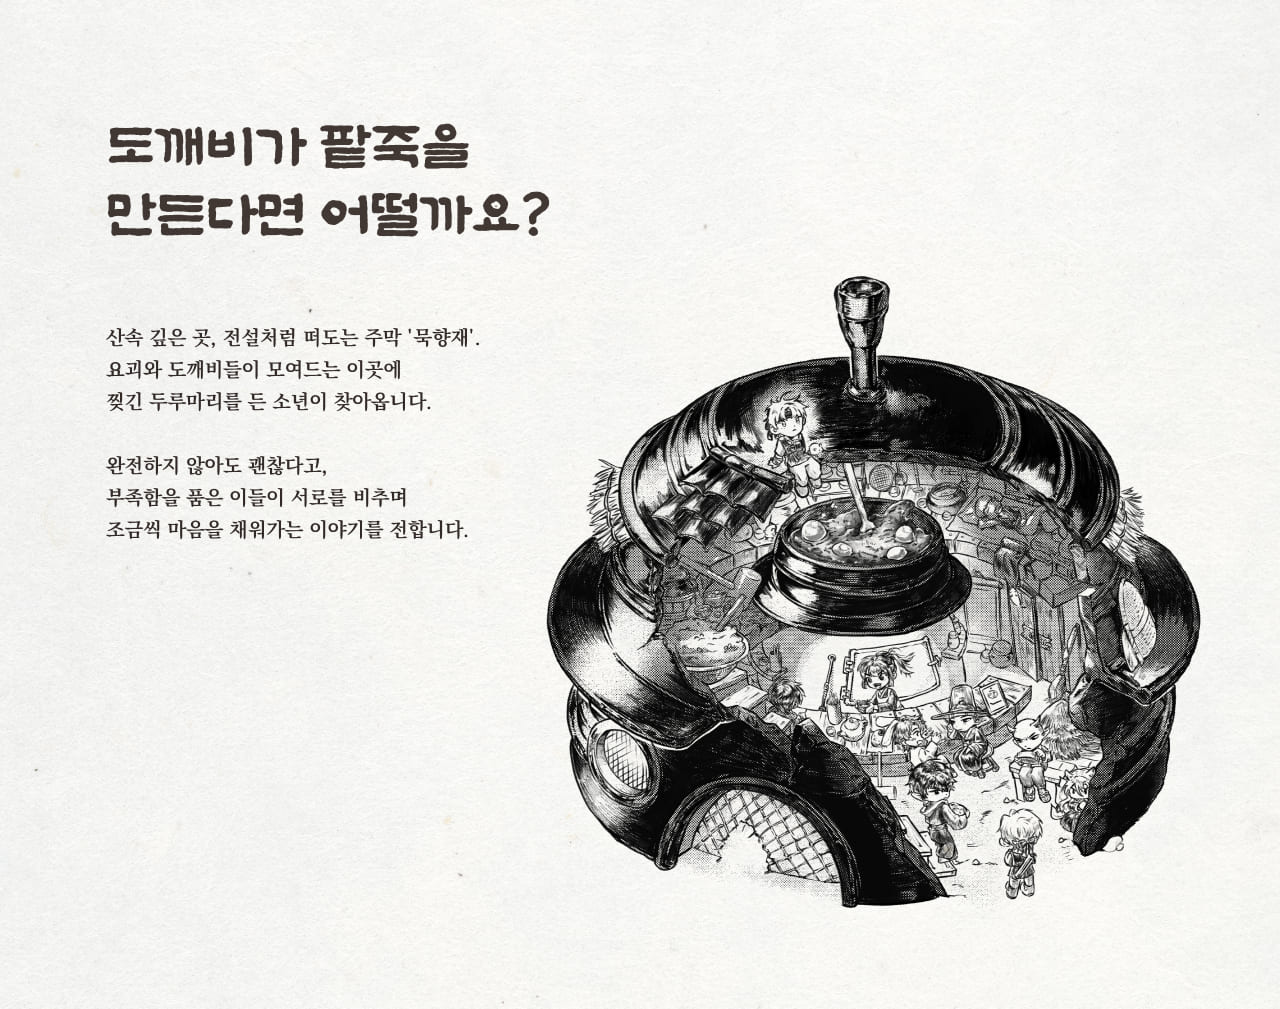 도깨비가 팥죽을
만든다면 어떨까요?
산속 깊은 곳, 전설처럼 떠도는 주막 '묵향재'.
요괴와 도깨비들이 모여드는 이곳에
찢긴 두루마리를 든 소년이 찾아옵니다.
완전하지 않아도 괜찮다고,
부족함을 품은 이들이 서로를 비추며
조금씩 마음을 채워가는 이야기를 전합니다.